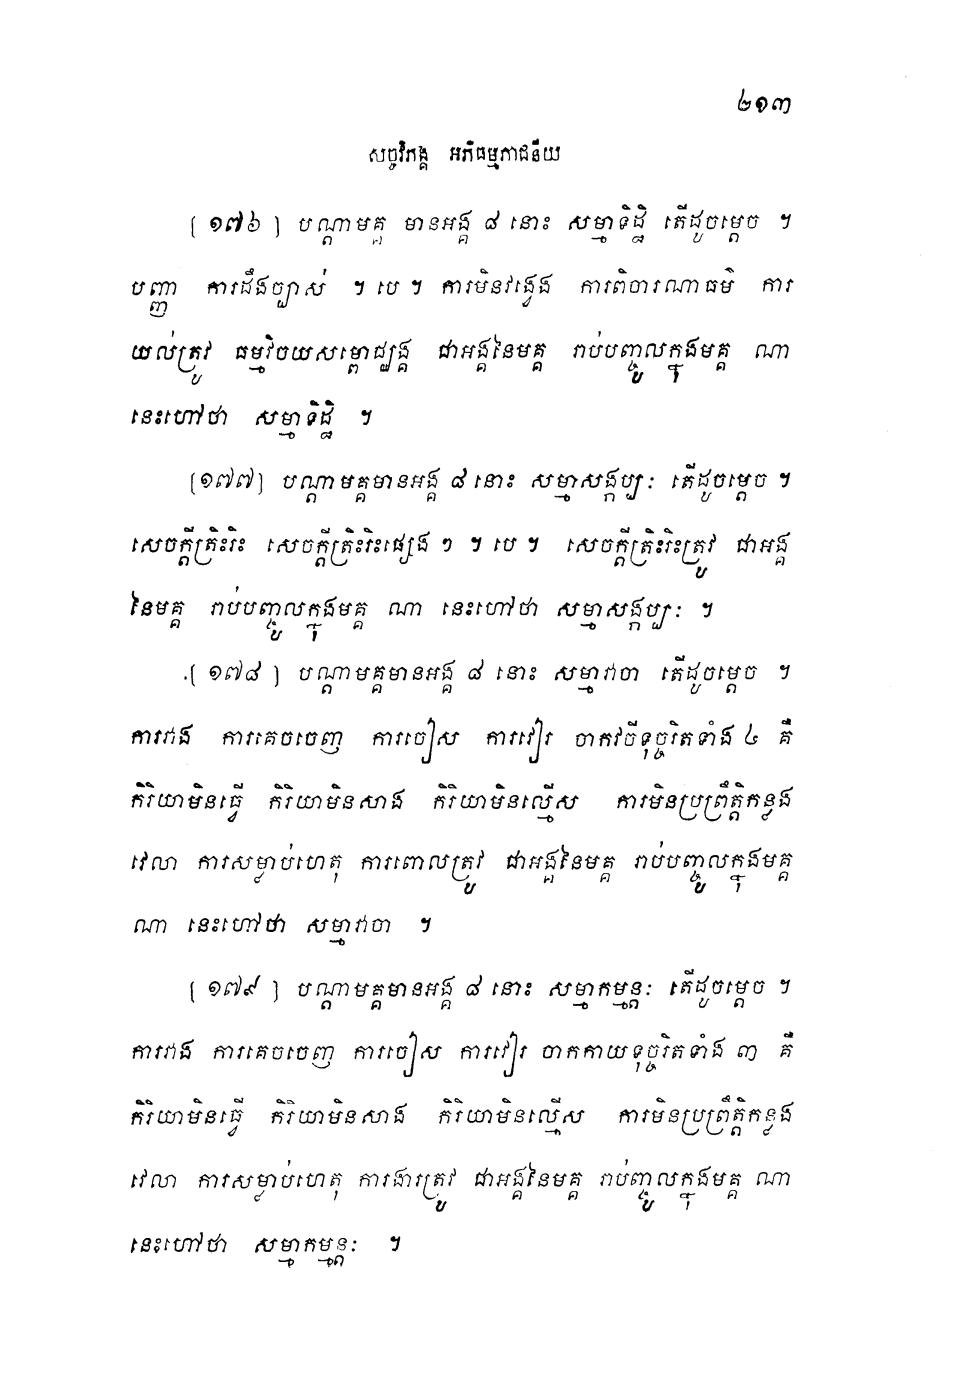 ២១៣
សច្ចវិភង្គ អភិធម្មភាជនីយ
[១៧៦] បណ្តាមគ្គ មានអង្គ ៨ នោះ សម្មាទិដ្ឋិ តើដូចម្តេច ។
បញ្ញា ការដឹងច្បាស់ ។ បេ ។ ការមិនវង្វេង ការពិចារណាធម៌ ការ
យល់ត្រូវ ធម្មវិចយសម្ពោជ្ឈង្គ ជាអង្គនៃមគ្គ រាប់បញ្ចូលក្នុងមគ្គ ណា
នេះហៅថា សម្មាទិដ្ឋិ ។
[១៧៧] បណ្តាមគ្គមានអង្គ ៨ នោះ សម្មាសង្កប្បៈ តើដូចម្តេច ។
សេចក្តីត្រិះរិះ សេចក្តីត្រិះរិះផ្សេង ៗ ។ បេ ។ សេចក្តីត្រិះរិះត្រូវ ជាអង្គ
នៃមគ្គ រាប់បញ្ចូលក្នុងមគ្គ ណា នេះហៅថា សម្មាសង្កប្បៈ ។
[១៧៨] បណ្តាមគ្គមានអង្គ ៨ នោះ សម្មាវាចា តើដូចម្តេច ។
ការវាង ការគេចចេញ ការចៀស ការវៀរ ចាកវចីទុច្ចរិតទាំង ៤ គឺ
កិរិយាមិនធ្វើ កិរិយាមិនសាង កិរិយាមិនល្មើស ការមិនប្រព្រឹត្តិកន្លង
វេលា ការសម្លាប់ហេតុ ការពោលត្រូវ ជាអង្គនៃមគ្គ រាប់បញ្ចូលក្នុងមគ្គ
ណា នេះហៅថា សម្មាវាចា ។
[១៧៩] បណ្តាមគ្គមានអង្គ ៨ នោះ សម្មាកម្មន្តៈ តើដូចម្តេច ។
ការវាង ការគេចចេញ ការចៀស ការវៀរ ចាកកាយទុច្ចរិតទាំង ៣ គឺ
កិរិយាមិនធ្វើ កិរិយាមិនសាង កិរិយាមិនល្មើស ការមិនប្រព្រឹត្តិកន្លង
វេលា ការសម្លាប់ហេតុ ការងារត្រូវ ជាអង្គនៃមគ្គ រាប់ញ្ចូលក្នុងមគ្គ ណា
នេះហៅថា សម្មាកម្មន្តៈ ។